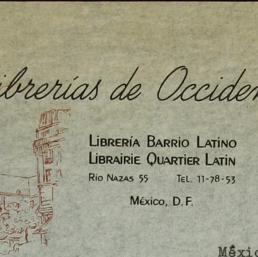 ibrerías de Occiden
LIBRERÍA BARRIO LATINO
LIBRAIRIE QUARTIER LATIN
RIO NAZAS 55 TEL. 11-78-53
MÉXICO, D. F.
Méxic